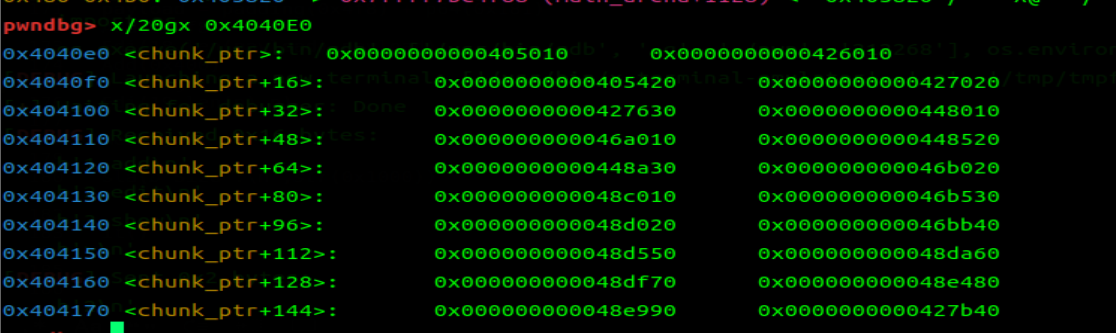 pwndbg> x/20gx 0x4040E0
0x4040e0 <chunk_ptr>: 0x0000000000405010 0x0000000000426010
0x4040f0 <chunk_ptr+16>: 0x0000000000405420 0x0000000000427020
0x404100 <chunk_ptr+32>: 0x0000000000427630 0x0000000000448010
0x404110 <chunk_ptr+48>: 0x000000000046a010 0x0000000000448520
0x404120 <chunk_ptr+64>: 0x0000000000448a30 0x000000000046b020
0x404130 <chunk_ptr+80>: 0x000000000048c010 0x000000000046b530
0x404140 <chunk_ptr+96>: 0x000000000048d020 0x000000000046bb40
0x404150 <chunk_ptr+112>: 0x000000000048d550 0x000000000048da60
0x404160 <chunk_ptr+128>: 0x000000000048df70 0x000000000048e480
0x404170 <chunk_ptr+144>: 0x000000000048e990 0x0000000000427b40